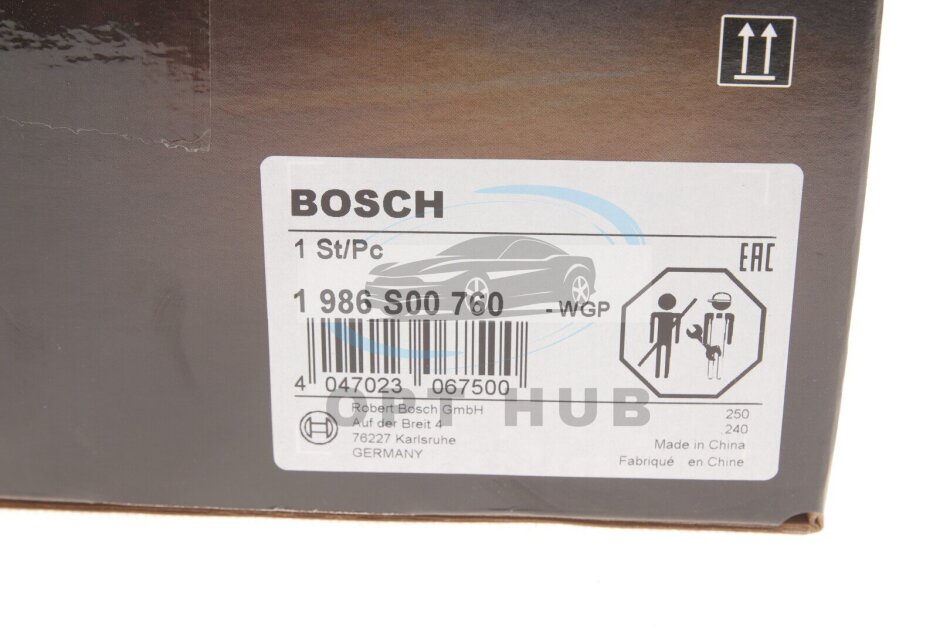 BOSCH
1 St/Pc
EAC
1 986 S00 760 -WGP
4 047023 067500
OPT HUB
Robert Bosch GmbH
Auf der Breit 4
76227 Karlsruhe
GERMANY
250
240
Made in China
Fabriqué en Chine